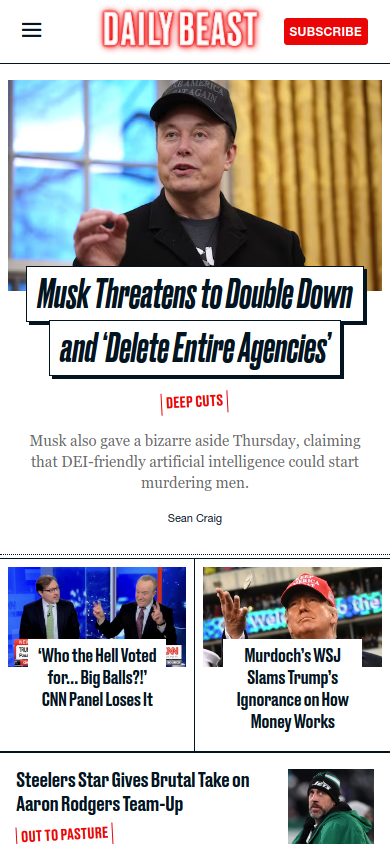 DAILY BEAST
SUBSCRIBE
AMERICA
AGAIN
Musk Threatens to Double Down
and ‘Delete Entire Agencies’
DEEP CUTS
Musk also gave a bizarre aside Thursday, claiming
that DEI-friendly artificial intelligence could start
murdering men.
Sean Craig
‘Who the Hell Voted
for... Big Balls?!’
CNN Panel Loses It
Murdoch’s WSJ
Slams Trump’s
Ignorance on How
Money Works
Steelers Star Gives Brutal Take on
Aaron Rodgers Team-Up
OUT TO PASTURE